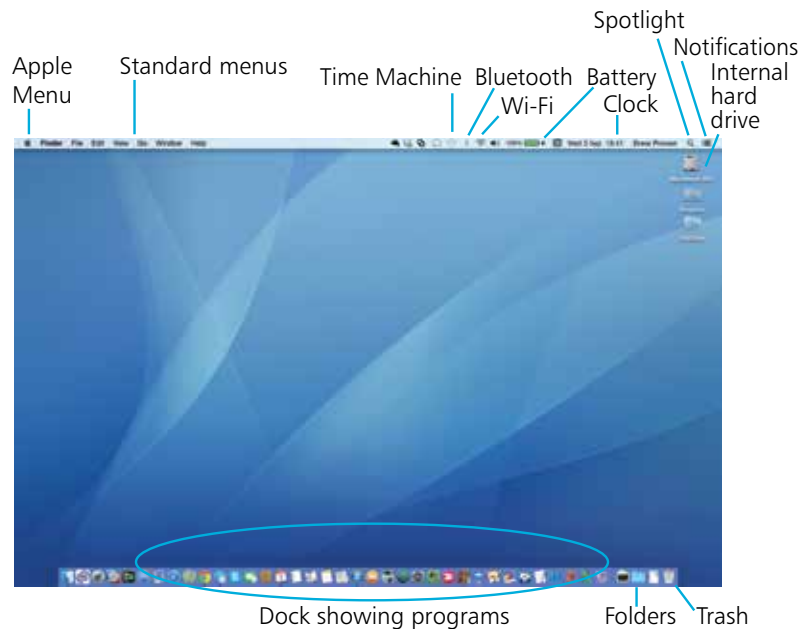 Spotlight
Notifications
Apple Menu
Standard menus
Time Machine
Bluetooth
Wi-Fi
Battery
Clock
Internal hard drive
Finder File Edit View Go Window Help
Dock showing programs
Folders
Trash